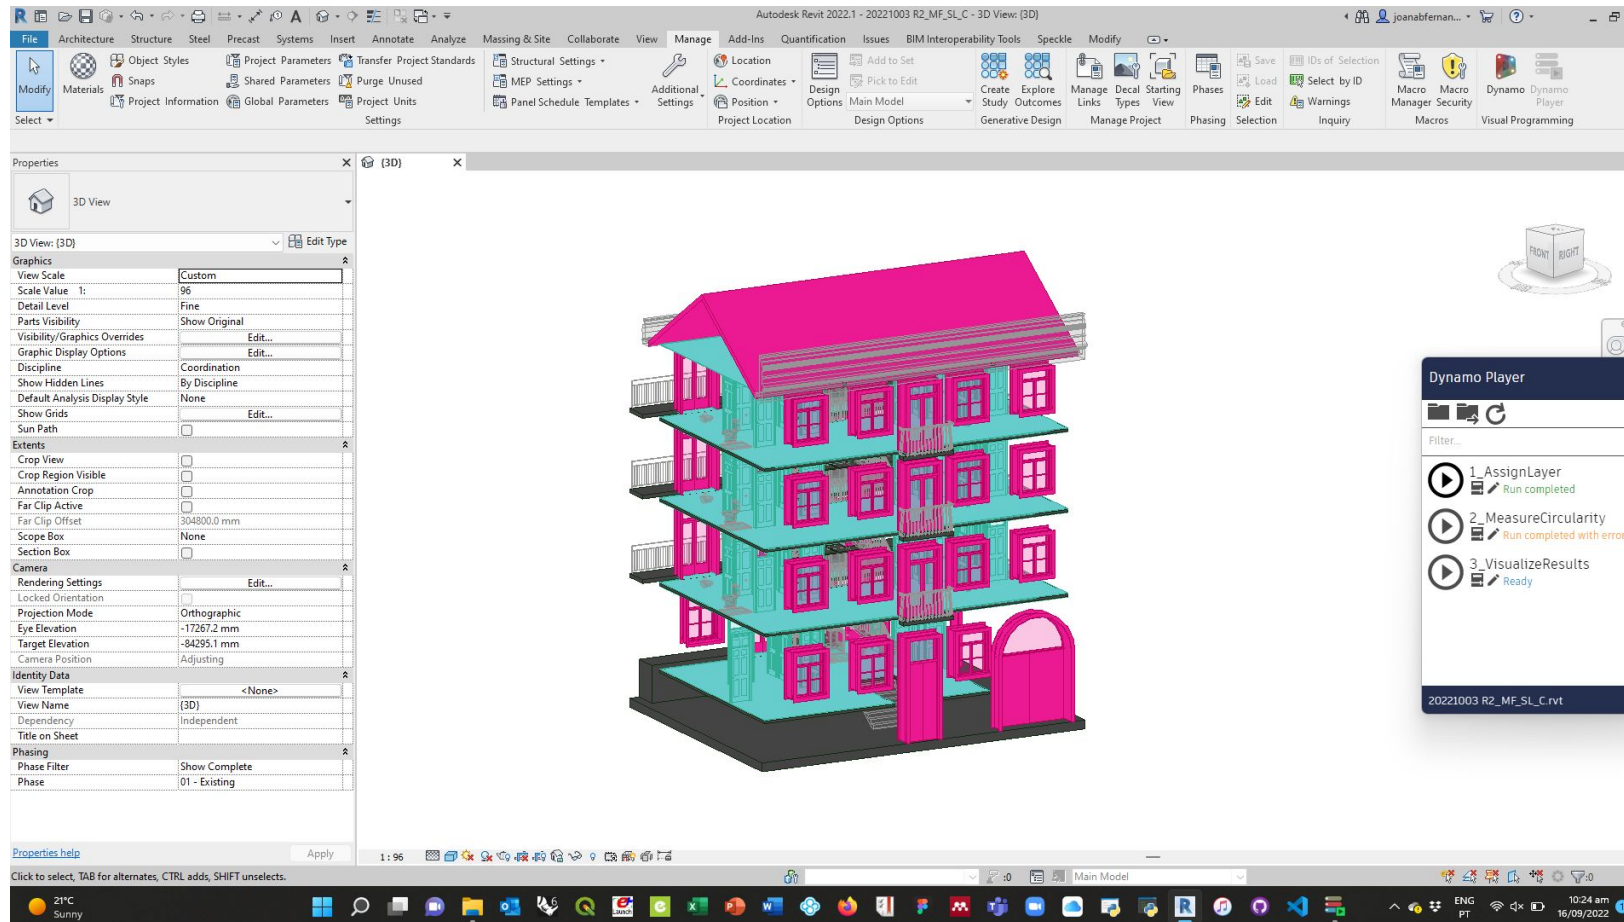 Autodesk Revit 2022.1 - 20221003 R2_MF_SL_C - 3D View: {3D}
joanabfernan...
File Architecture Structure Steel Precast Systems Insert Annotate Analyze Massing & Site Collaborate View Manage Add-Ins Quantification Issues BIM Interoperability Tools Speckle Modify
Modify
Select
Materials
Object Styles
Snaps
Project Information
Project Parameters
Shared Parameters
Global Parameters
Transfer Project Standards
Purge Unused
Project Units
Settings
Structural Settings
MEP Settings
Panel Schedule Templates
Additional
Settings
Location
Coordinates
Position
Project Location
Design
Options
Add to Set
Pick to Edit
Main Model
Design Options
Create
Study
Explore
Outcomes
Generative Design
Manage
Links
Decal
Types
Starting
View
Manage Project
Phases
Phasing
Save
Load
Edit
Selection
IDs of Selection
Select by ID
Warnings
Inquiry
Macro
Manager
Macro
Security
Macros
Dynamo
Dynamo
Player
Visual Programming
Properties
{3D}
3D View
3D View: {3D}
Edit Type
Graphics
View Scale Custom
Scale Value 1: 96
Detail Level Fine
Parts Visibility Show Original
Visibility/Graphics Overrides Edit...
Graphic Display Options Edit...
Discipline Coordination
Show Hidden Lines By Discipline
Default Analysis Display Style None
Show Grids Edit...
Sun Path
Extents
Crop View
Crop Region Visible
Annotation Crop
Far Clip Active
Far Clip Offset 304800.0 mm
Scope Box None
Section Box
Camera
Rendering Settings Edit...
Locked Orientation
Projection Mode Orthographic
Eye Elevation -17267.2 mm
Target Elevation -84295.1 mm
Camera Position Adjusting
Identity Data
View Template <None>
View Name {3D}
Dependency Independent
Title on Sheet
Phasing
Phase Filter Show Complete
Phase 01 - Existing
Properties help
Apply
FRONT RIGHT
Dynamo Player
Filter...
1_AssignLayer
Run completed
2_MeasureCircularity
Run completed with error
3_VisualizeResults
Ready
20221003 R2_MF_SL_C.rvt
1 : 96
Click to select, TAB for alternates, CTRL adds, SHIFT unselects.
:0
Main Model
:0
21°C
Sunny
ENG
PT
10:24 am
16/09/2022